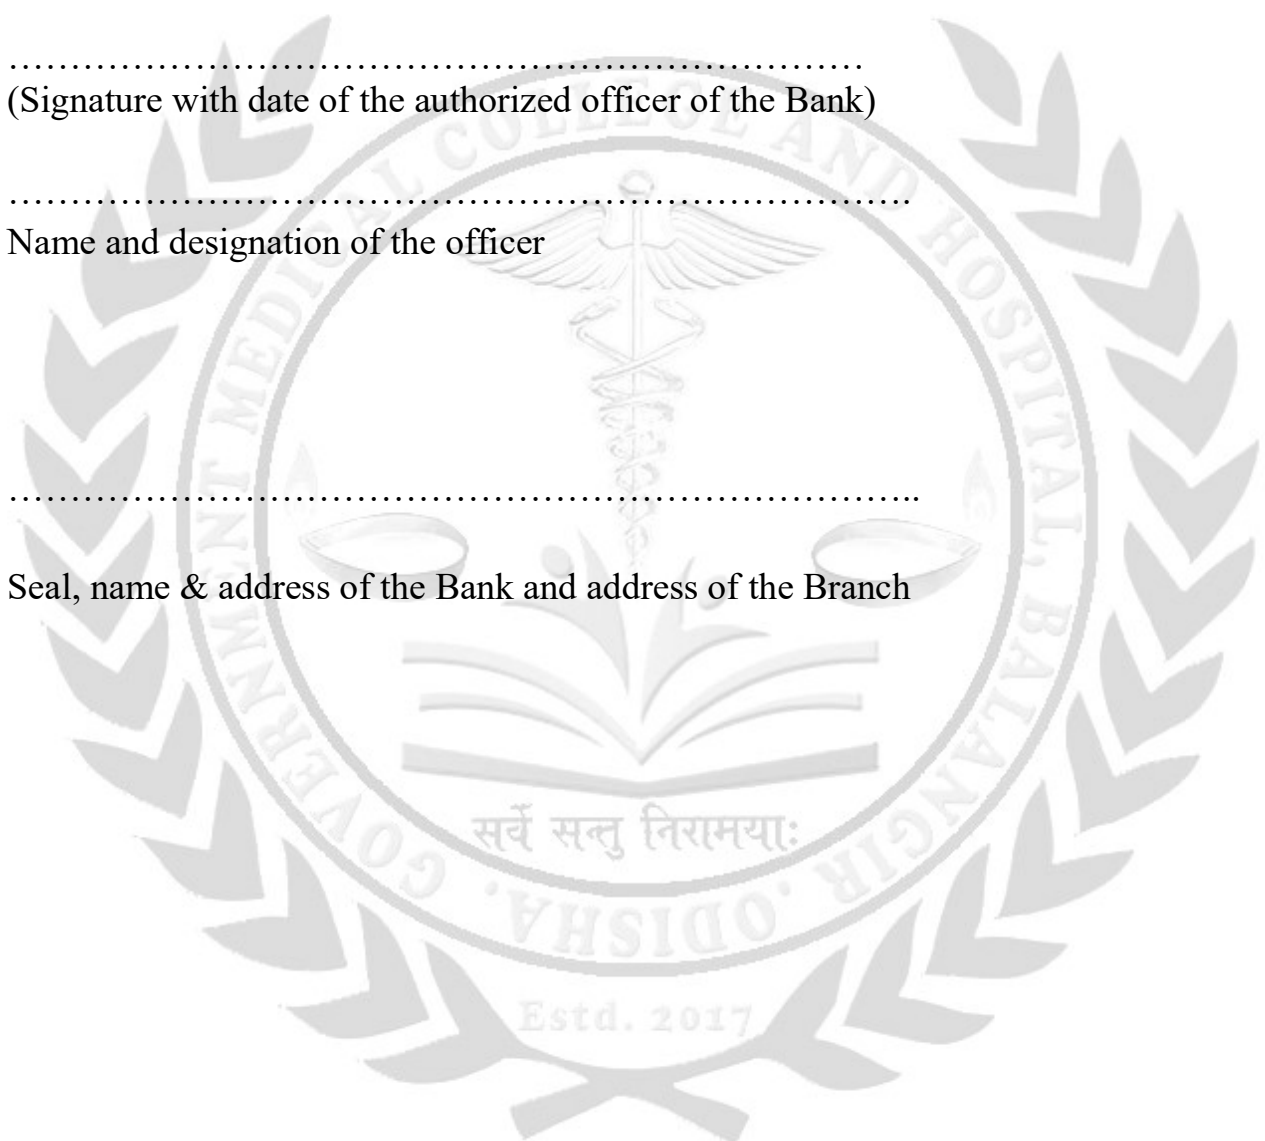 ……………………………………………………………
(Signature with date of the authorized officer of the Bank)
……………………………………………………………….
Name and designation of the officer
………………………………………………………………..
Seal, name & address of the Bank and address of the Branch
GOVERNMENT MEDICAL COLLEGE AND HOSPITAL, BALANGIR
. ODISHA .
सर्वे सन्तु निरामयाः
Estd. 2017